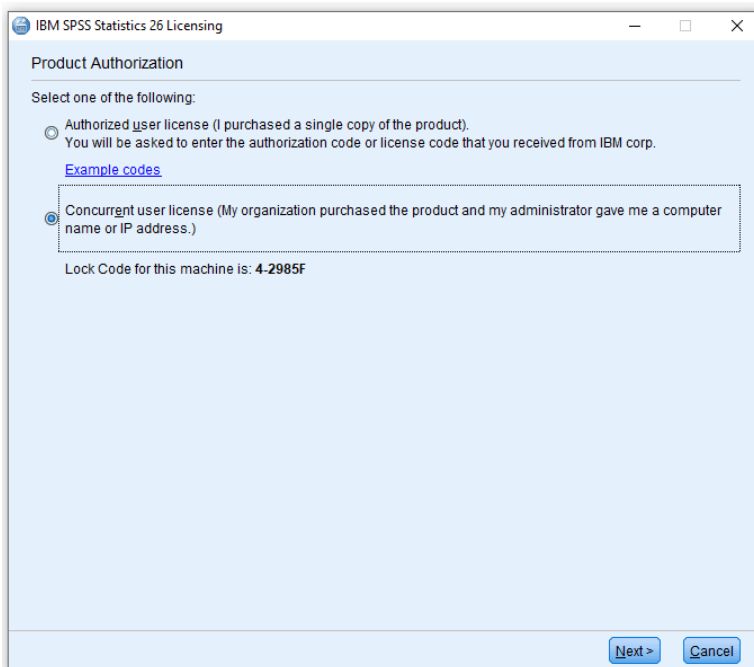 IBM SPSS Statistics 26 Licensing
Product Authorization
Select one of the following:
Authorized user license (I purchased a single copy of the product).
You will be asked to enter the authorization code or license code that you received from IBM corp.
Example codes
Concurrent user license (My organization purchased the product and my administrator gave me a computer
name or IP address.)
Lock Code for this machine is: 4-2985F
Next >
Cancel